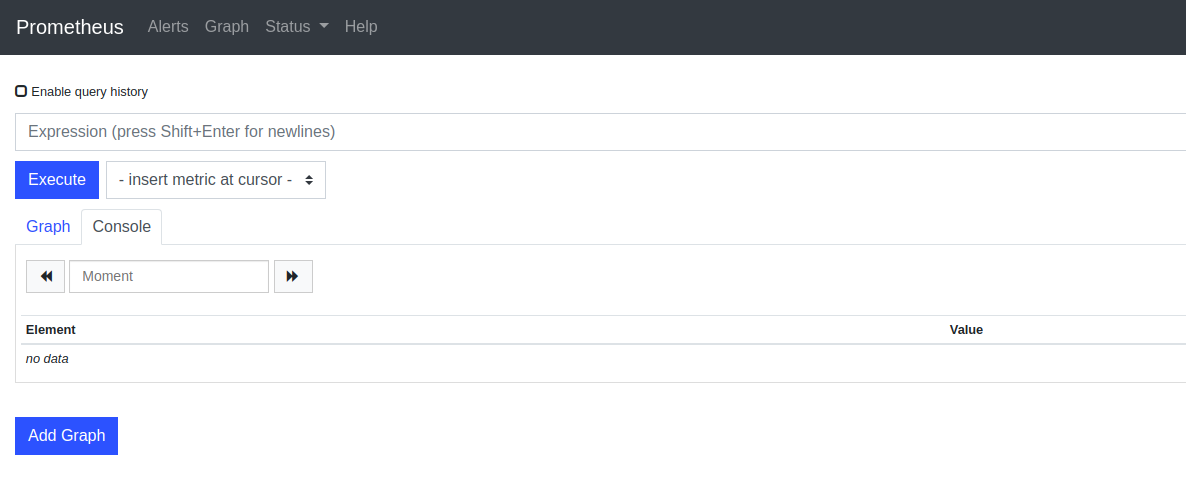 Prometheus Alerts Graph Status Help
Enable query history
Expression (press Shift+Enter for newlines)
Execute - insert metric at cursor -
Graph Console
Moment
Element Value
no data
Add Graph